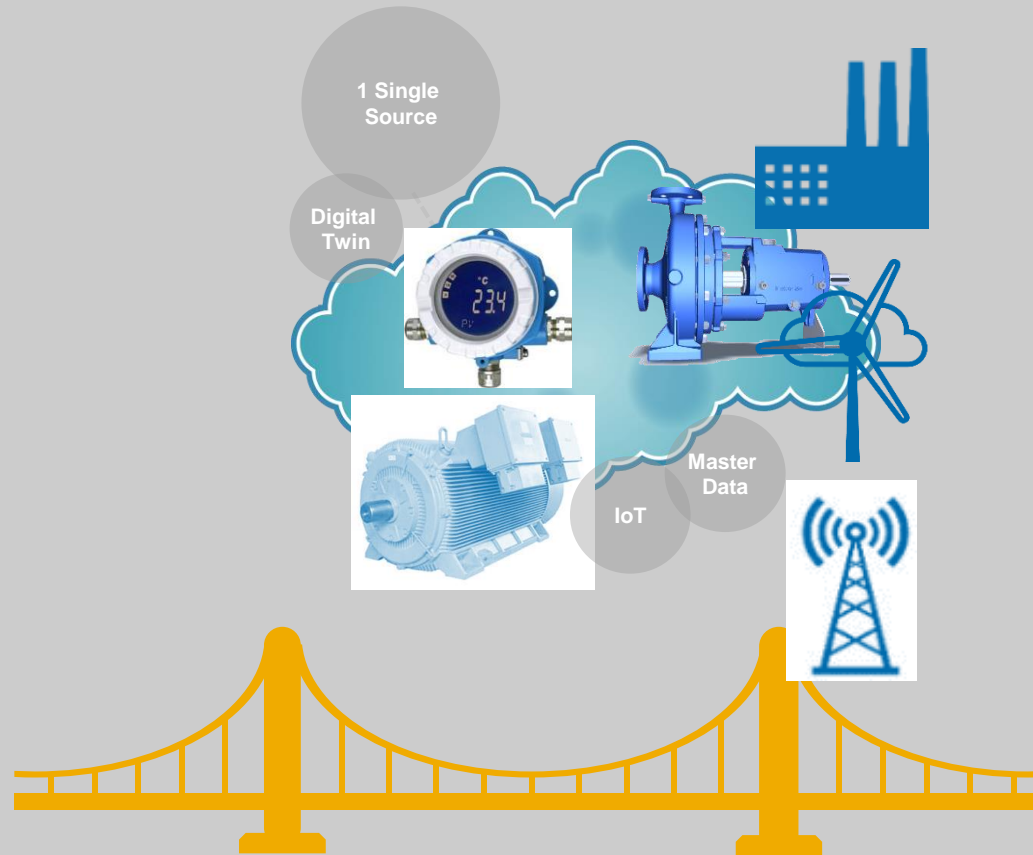 1 Single
Source
Digital
Twin
°C
23.4
PV
Master
Data
IoT